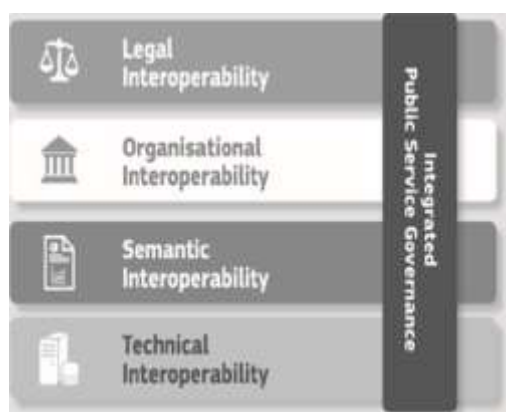 Legal
Interoperability
Organisational
Interoperability
Semantic
Interoperability
Technical
Interoperability
Integrated
Public Service Governance